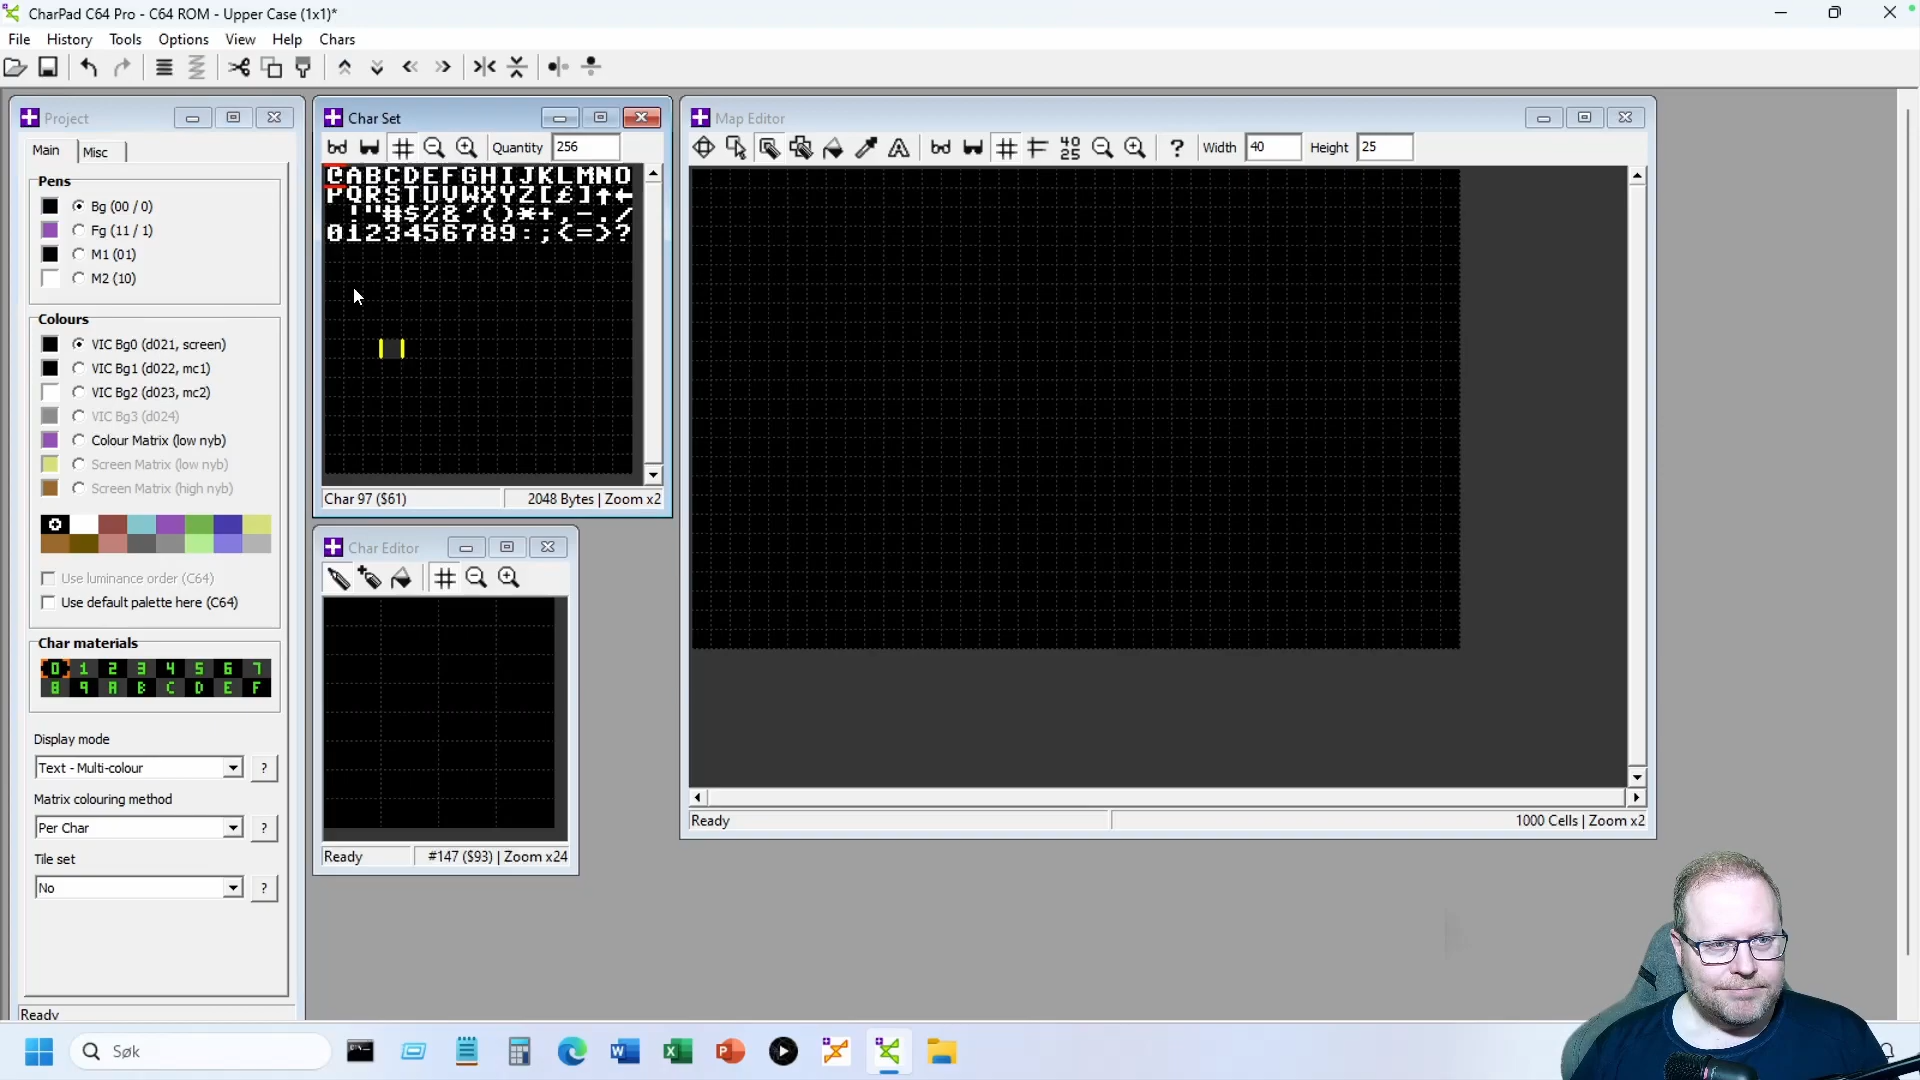 CharPad C64 Pro - C64 ROM - Upper Case (1x1)*
File History Tools Options View Help Chars
Project
Main Misc
Pens
Bg (00 / 0)
Fg (11 / 1)
M1 (01)
M2 (10)
Colours
VIC Bg0 (d021, screen)
VIC Bg1 (d022, mc1)
VIC Bg2 (d023, mc2)
VIC Bg3 (d024)
Colour Matrix (low nyb)
Screen Matrix (low nyb)
Screen Matrix (high nyb)
Use luminance order (C64)
Use default palette here (C64)
Char materials
0 1 2 3 4 5 6 7
8 9 A B C D E F
Display mode
Text - Multi-colour ?
Matrix colouring method
Per Char ?
Tile set
No ?
Ready
Char Set
Quantity 256
@ABCDEFGHIJKLMNO
PQRSTUVWXYZ[£]↑←
!"#$%&'()*+,-./
0123456789:;<=>?
Char 97 ($61) 2048 Bytes | Zoom x2
Char Editor
Ready #147 ($93) | Zoom x24
Map Editor
40 25 ? Width 40 Height 25
Ready 1000 Cells | Zoom x2
Søk